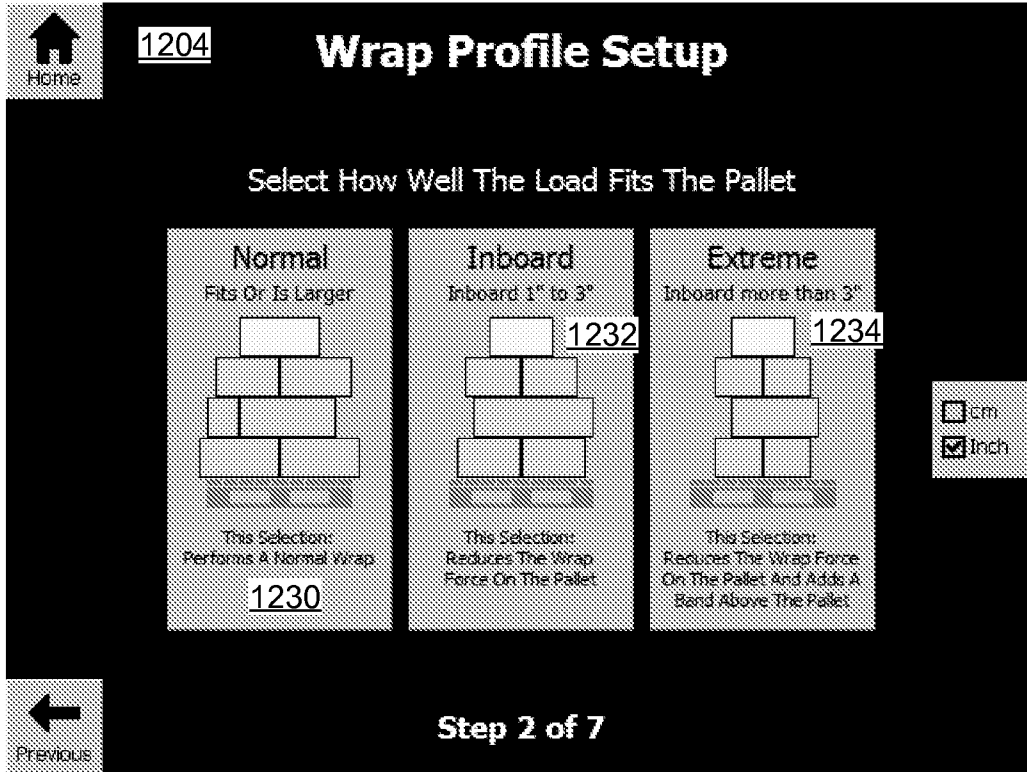 Home
1204
Wrap Profile Setup
Select How Well The Load Fits The Pallet
Normal
Fits Or Is Larger
This Selection:
Performs A Normal Wrap
1230
Inboard
Inboard 1" to 3"
1232
This Selection:
Reduces The Wrap
Force On The Pallet
Extreme
Inboard more than 3"
1234
This Selection:
Reduces The Wrap Force
On The Pallet And Adds A
Band Above The Pallet
cm
Inch
Previous
Step 2 of 7